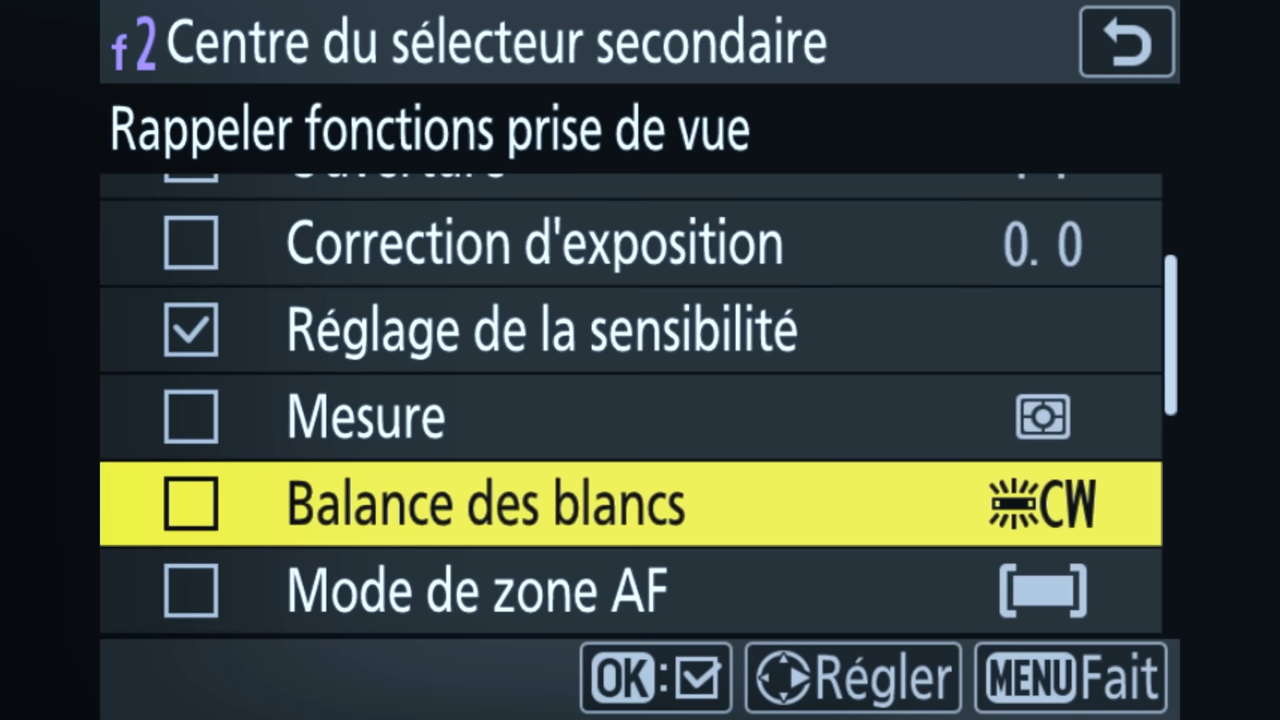 f2 Centre du sélecteur secondaire
Rappeler fonctions prise de vue
Correction d'exposition 0. 0
Réglage de la sensibilité
Mesure
Balance des blancs CW
Mode de zone AF
OK: Régler MENU Fait